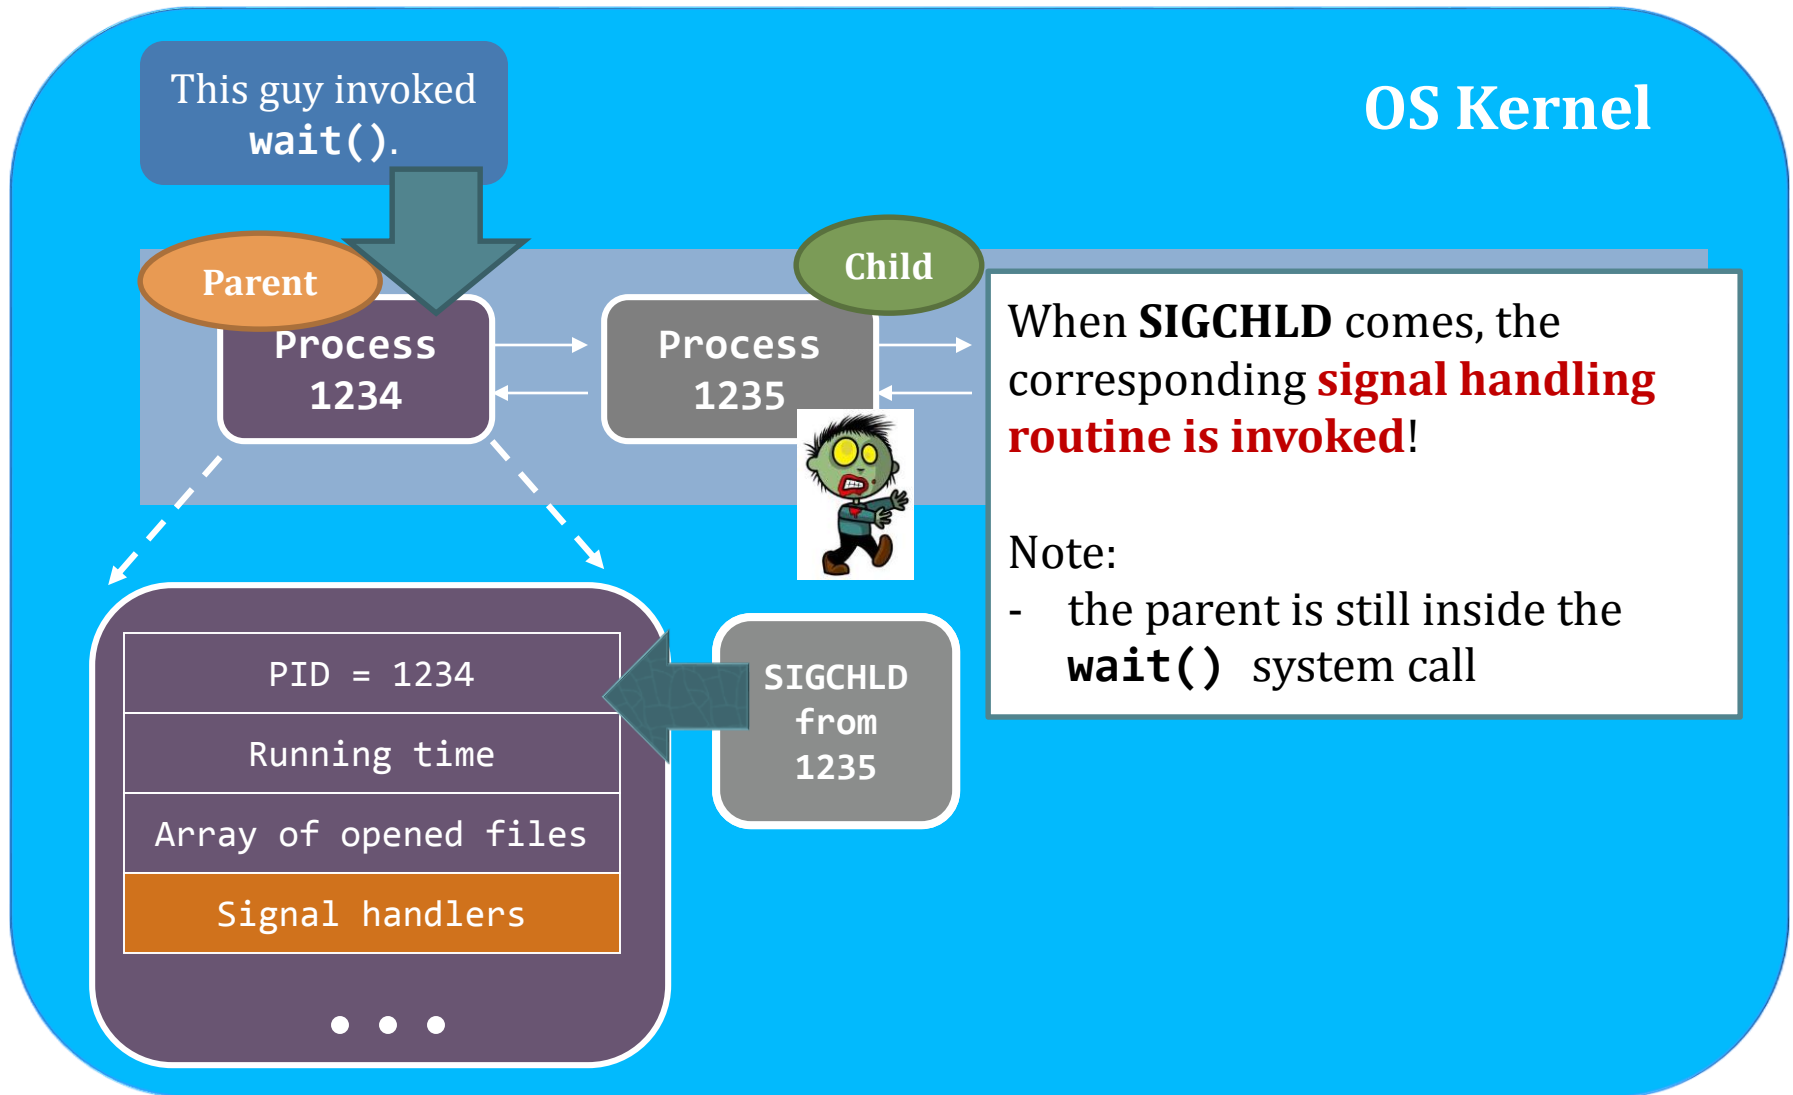 This guy invoked
wait().
OS Kernel
Parent
Child
Process
1234
Process
1235
When SIGCHLD comes, the
corresponding signal handling
routine is invoked!
Note:
- the parent is still inside the
wait() system call
PID = 1234
Running time
Array of opened files
Signal handlers
SIGCHLD
from
1235